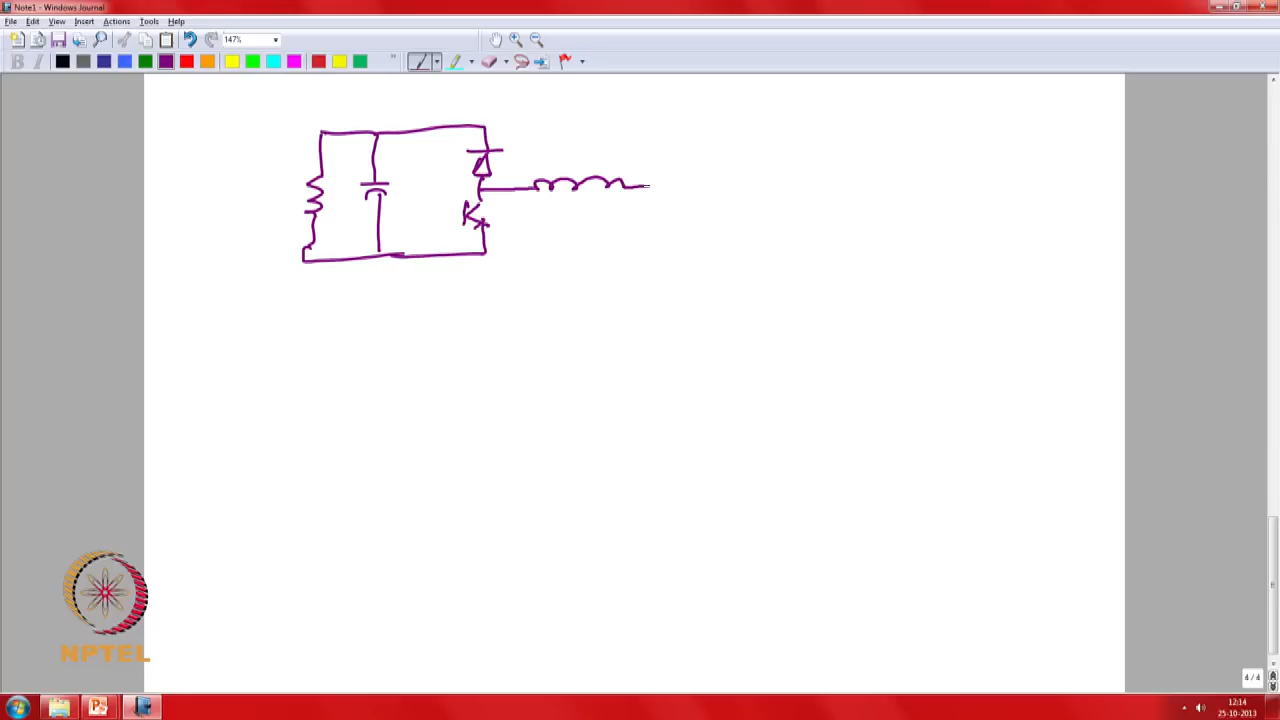 Note1 - Windows Journal
File Edit View Insert Actions Tools Help
147%
B I
NPTEL
4 / 4
12:14
25-10-2013